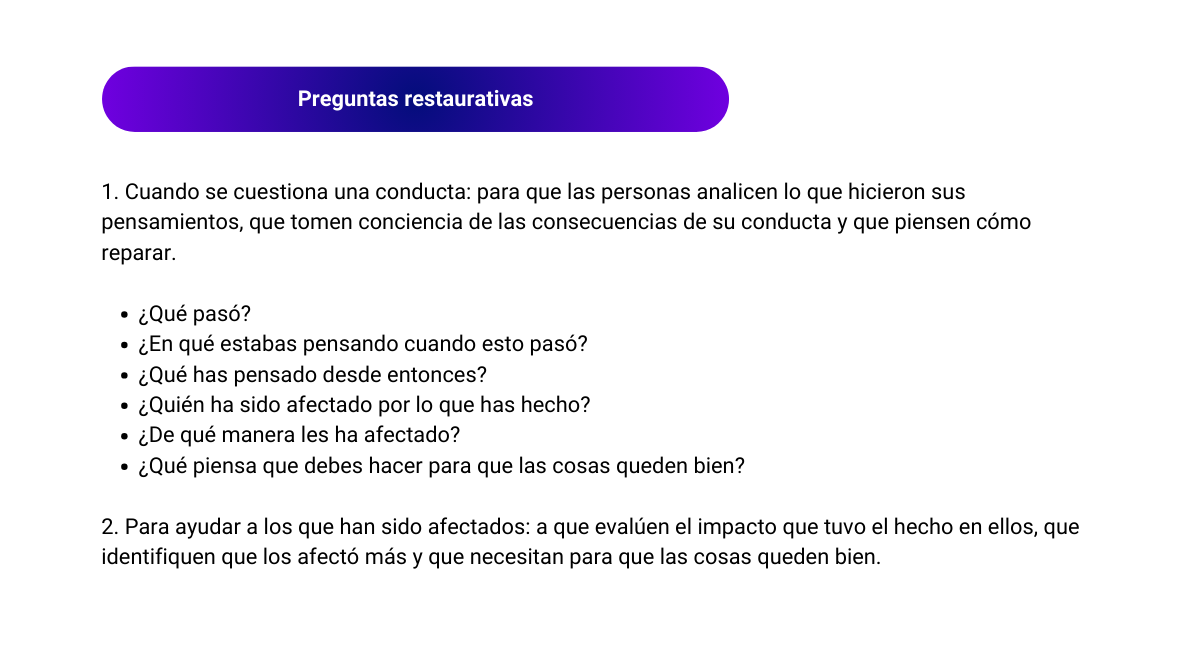 Preguntas restaurativas
1. Cuando se cuestiona una conducta: para que las personas analicen lo que hicieron sus
pensamientos, que tomen conciencia de las consecuencias de su conducta y que piensen cómo
reparar.
• ¿Qué pasó?
• ¿En qué estabas pensando cuando esto pasó?
• ¿Qué has pensado desde entonces?
• ¿Quién ha sido afectado por lo que has hecho?
• ¿De qué manera les ha afectado?
• ¿Qué piensa que debes hacer para que las cosas queden bien?
2. Para ayudar a los que han sido afectados: a que evalúen el impacto que tuvo el hecho en ellos, que
identifiquen que los afectó más y que necesitan para que las cosas queden bien.